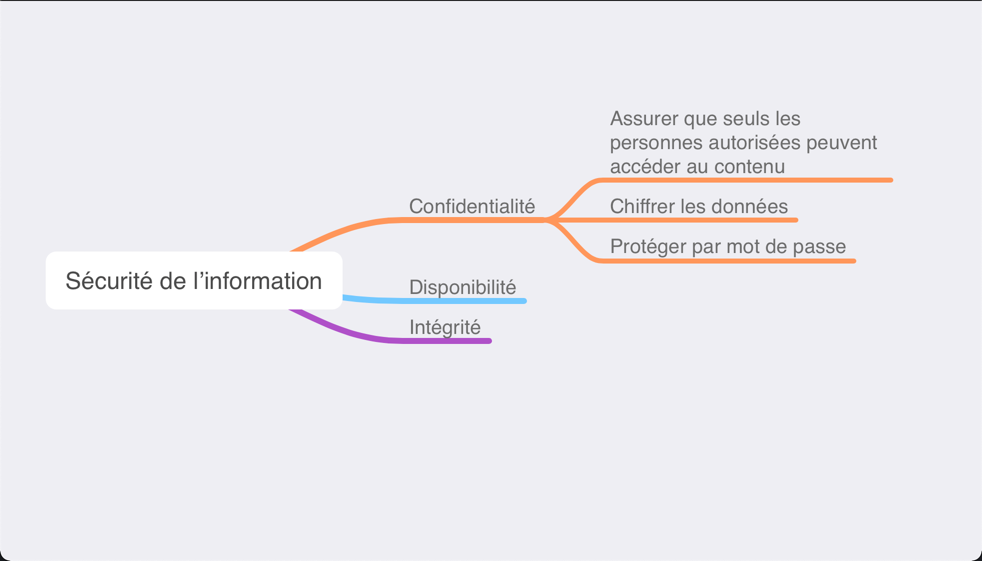 Assurer que seuls les
personnes autorisées peuvent
accéder au contenu
Confidentialité
Chiffrer les données
Protéger par mot de passe
Sécurité de l’information
Disponibilité
Intégrité